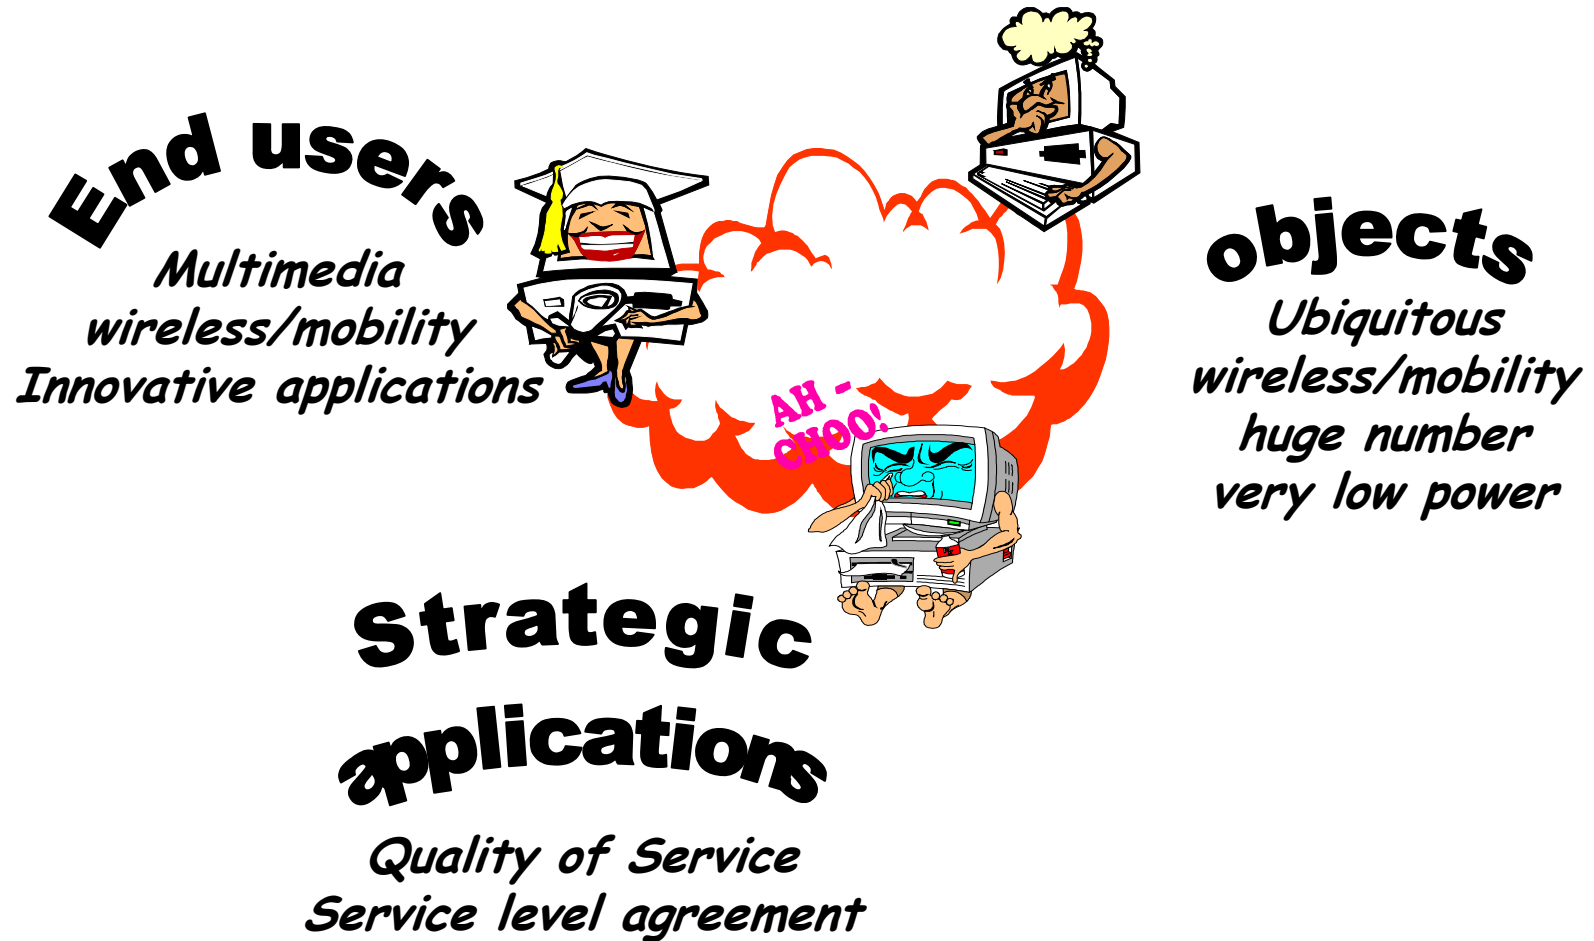 End users
Multimedia
wireless/mobility
Innovative applications
objects
Ubiquitous
wireless/mobility
huge number
very low power
AH -
CHOO!
Strategic
applications
Quality of Service
Service level agreement